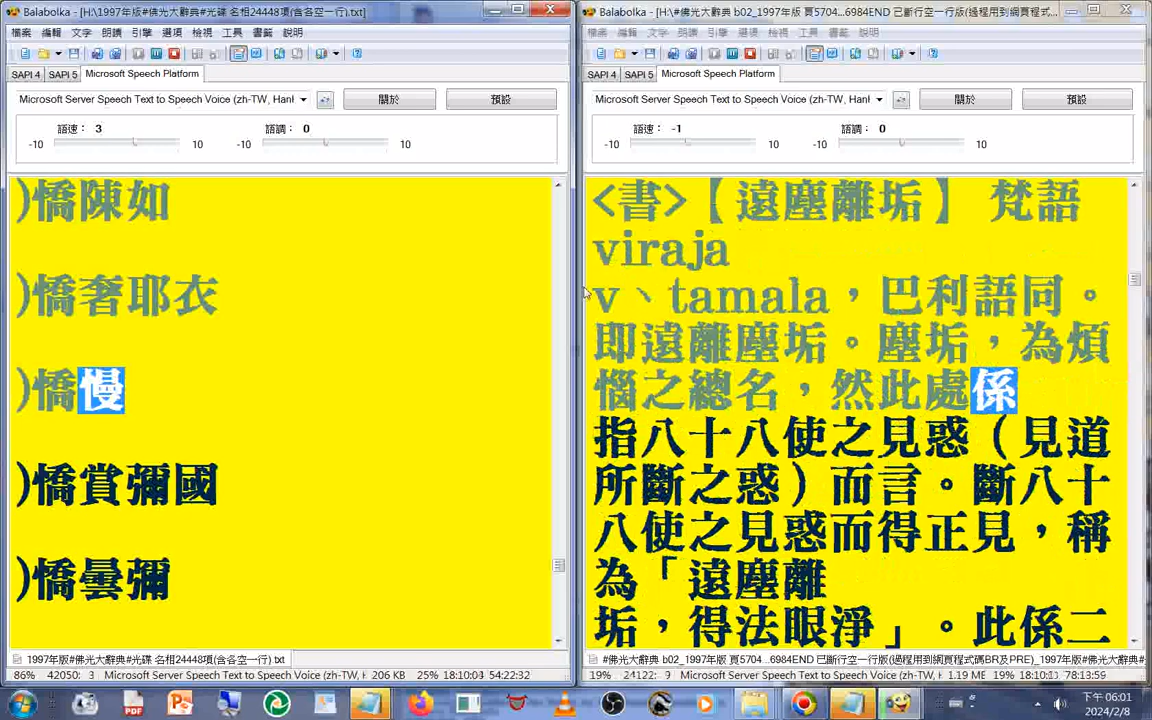 Balabolka - [H:\1997年版#佛光大辭典#光碟 名相24448項(含各空一行).txt]
檔案 編輯 文字 朗讀 引擎 選項 檢視 工具 書籤 說明
SAPI 4 SAPI 5 Microsoft Speech Platform
Microsoft Server Speech Text to Speech Voice (zh-TW, Hanl
關於 預設
語速： 3 語調： 0
-10 10 -10 10
)憍陳如
)憍奢耶衣
)憍慢
)憍賞彌國
)憍曇彌
1997年版#佛光大辭典#光碟 名相24448項(含各空一行).txt
86% 42050: 3 Microsoft Server Speech Text to Speech Voice (zh-TW, H 206 KB 25% 18:10:04 54:22:32
Balabolka - [H:\#佛光大辭典 b02_1997年版 頁5704...6984END 已斷行空一行版(過程用到網頁程式...
檔案 編輯 文字 朗讀 引擎 選項 檢視 工具 書籤 說明
SAPI 4 SAPI 5 Microsoft Speech Platform
Microsoft Server Speech Text to Speech Voice (zh-TW, Hanl
關於 預設
語速： -1 語調： 0
-10 10 -10 10
<書>【遠塵離垢】 梵語
viraja
v丶tamala，巴利語同。
即遠離塵垢。塵垢，為煩
惱之總名，然此處係
指八十八使之見惑（見道
所斷之惑）而言。斷八十
八使之見惑而得正見，稱
為「遠塵離
垢，得法眼淨」。此係二
#佛光大辭典 b02_1997年版 頁5704...6984END 已斷行空一行版(過程用到網頁程式碼BR及PRE)_1997年版#佛光大辭典#
19% 24122: 9 Microsoft Server Speech Text to Speech Voice (zh-TW, H 1.19 ME 19% 18:10:0 78:13:59
下午 06:01
2024/2/8